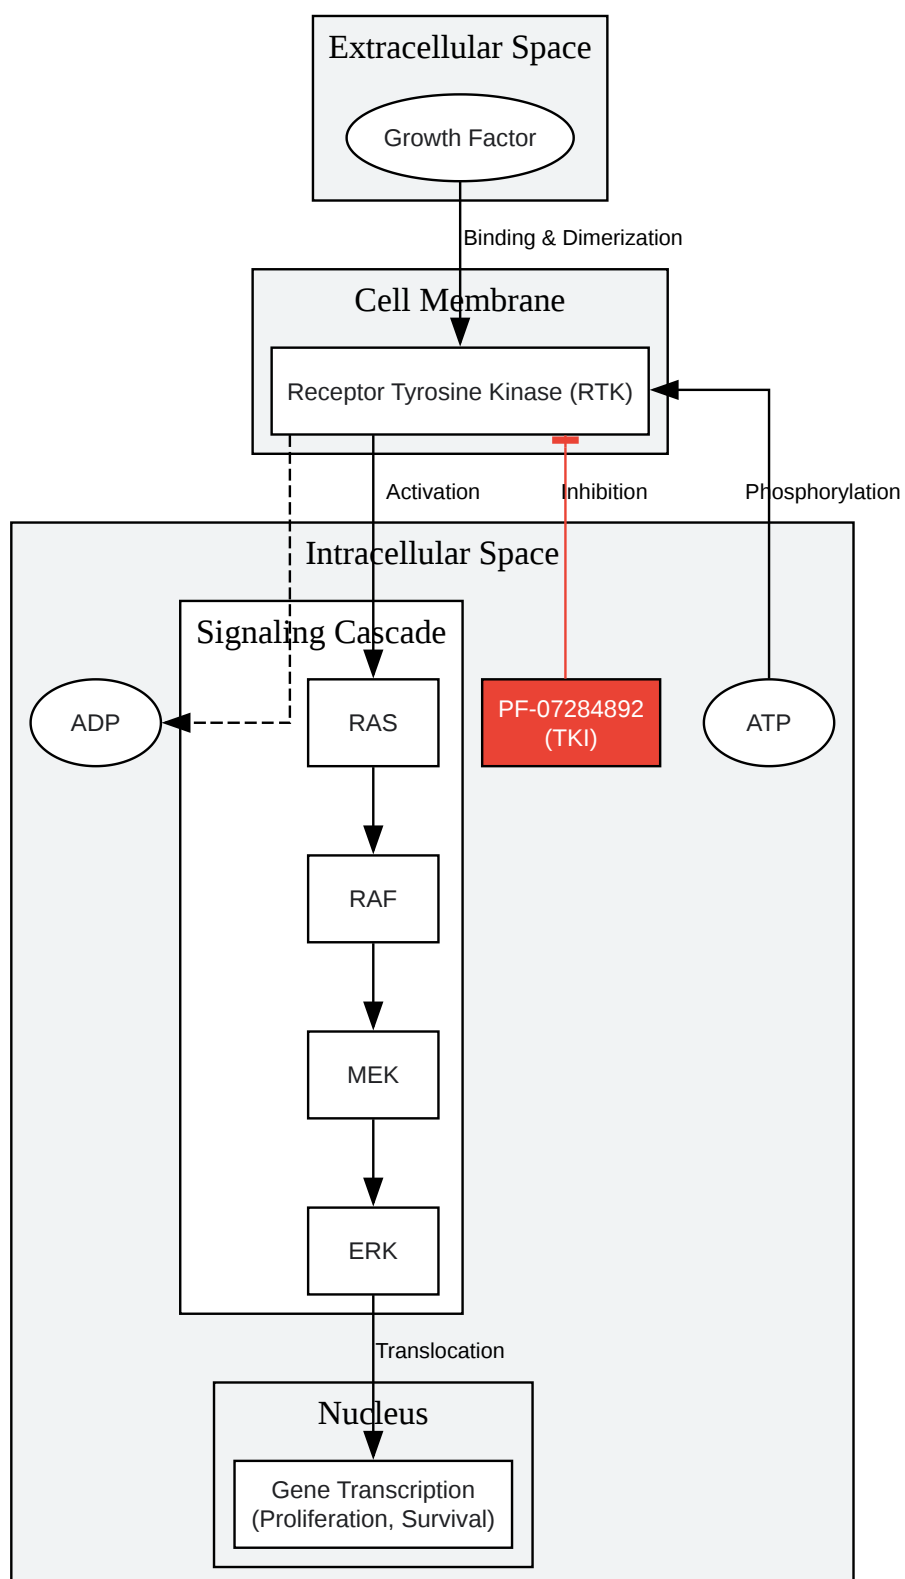 Extracellular Space
Growth Factor
Binding & Dimerization
Cell Membrane
Receptor Tyrosine Kinase (RTK)
Activation
Inhibition
Phosphorylation
Intracellular Space
Signaling Cascade
ADP
RAS
PF-07284892
(TKI)
ATP
RAF
MEK
ERK
Translocation
Nucleus
Gene Transcription
(Proliferation, Survival)